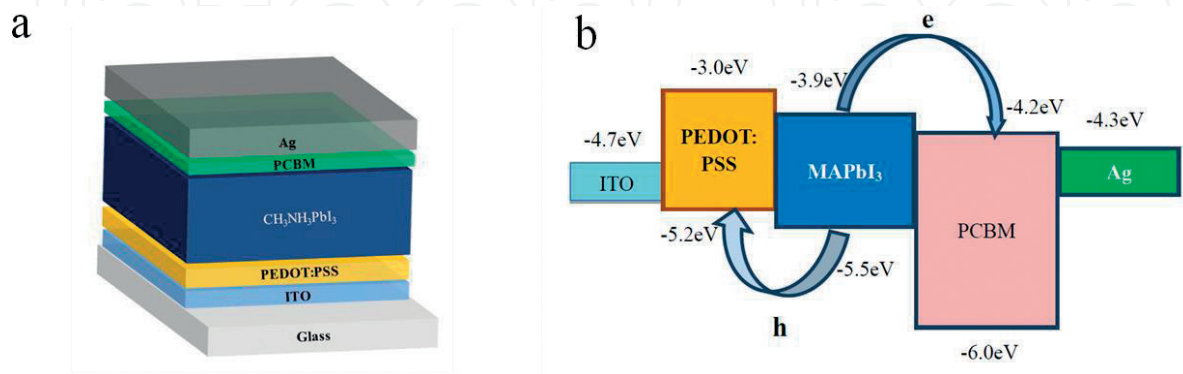 a
Ag
PCBM
CH₃NH₃PbI₃
PEDOT:PSS
ITO
Glass
b
e
-3.0eV
-3.9eV
-4.2eV
-4.3eV
-4.7eV
PEDOT:
PSS
MAPbI₃
Ag
ITO
PCBM
-5.2eV
-5.5eV
h
-6.0eV